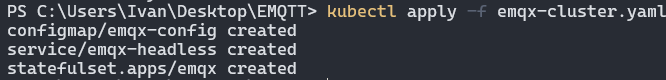 PS C:\Users\Ivan\Desktop\EMQTT> kubectl apply -f emqx-cluster.yaml
configmap/emqx-config created
service/emqx-headless created
statefulset.apps/emqx created